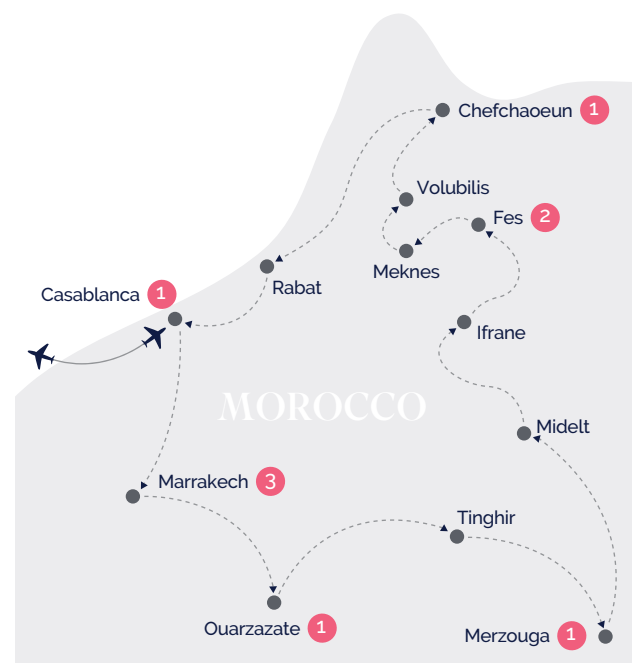 Chefchaoeun 1
Volubilis
Fes 2
Meknes
Rabat
Casablanca 1
Ifrane
MOROCCO
Midelt
Marrakech 3
Tinghir
Ouarzazate 1
Merzouga 1